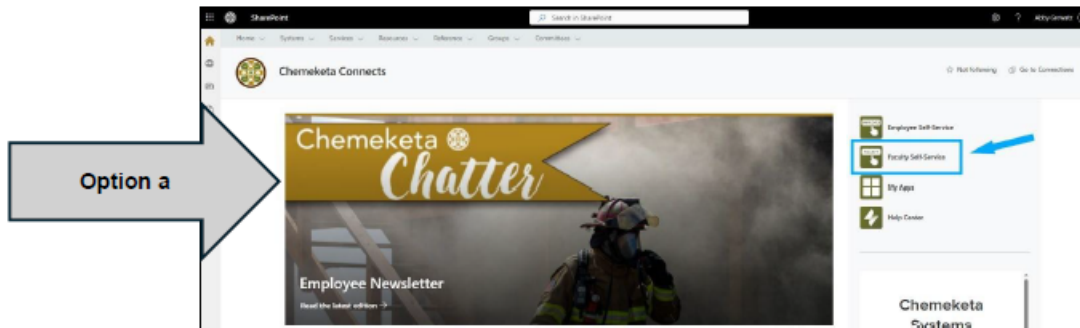 SharePoint
Search in SharePoint
?
Abby Gerwatz
Home
Systems
Services
Resources
Reference
Groups
Committees
Chemeketa Connects
Not following
Go to Connections
Option a
Chemeketa
Chatter
Employee Newsletter
Read the latest edition →
Employee Self-Service
Faculty Self-Service
My Apps
Help Center
Chemeketa
Systems